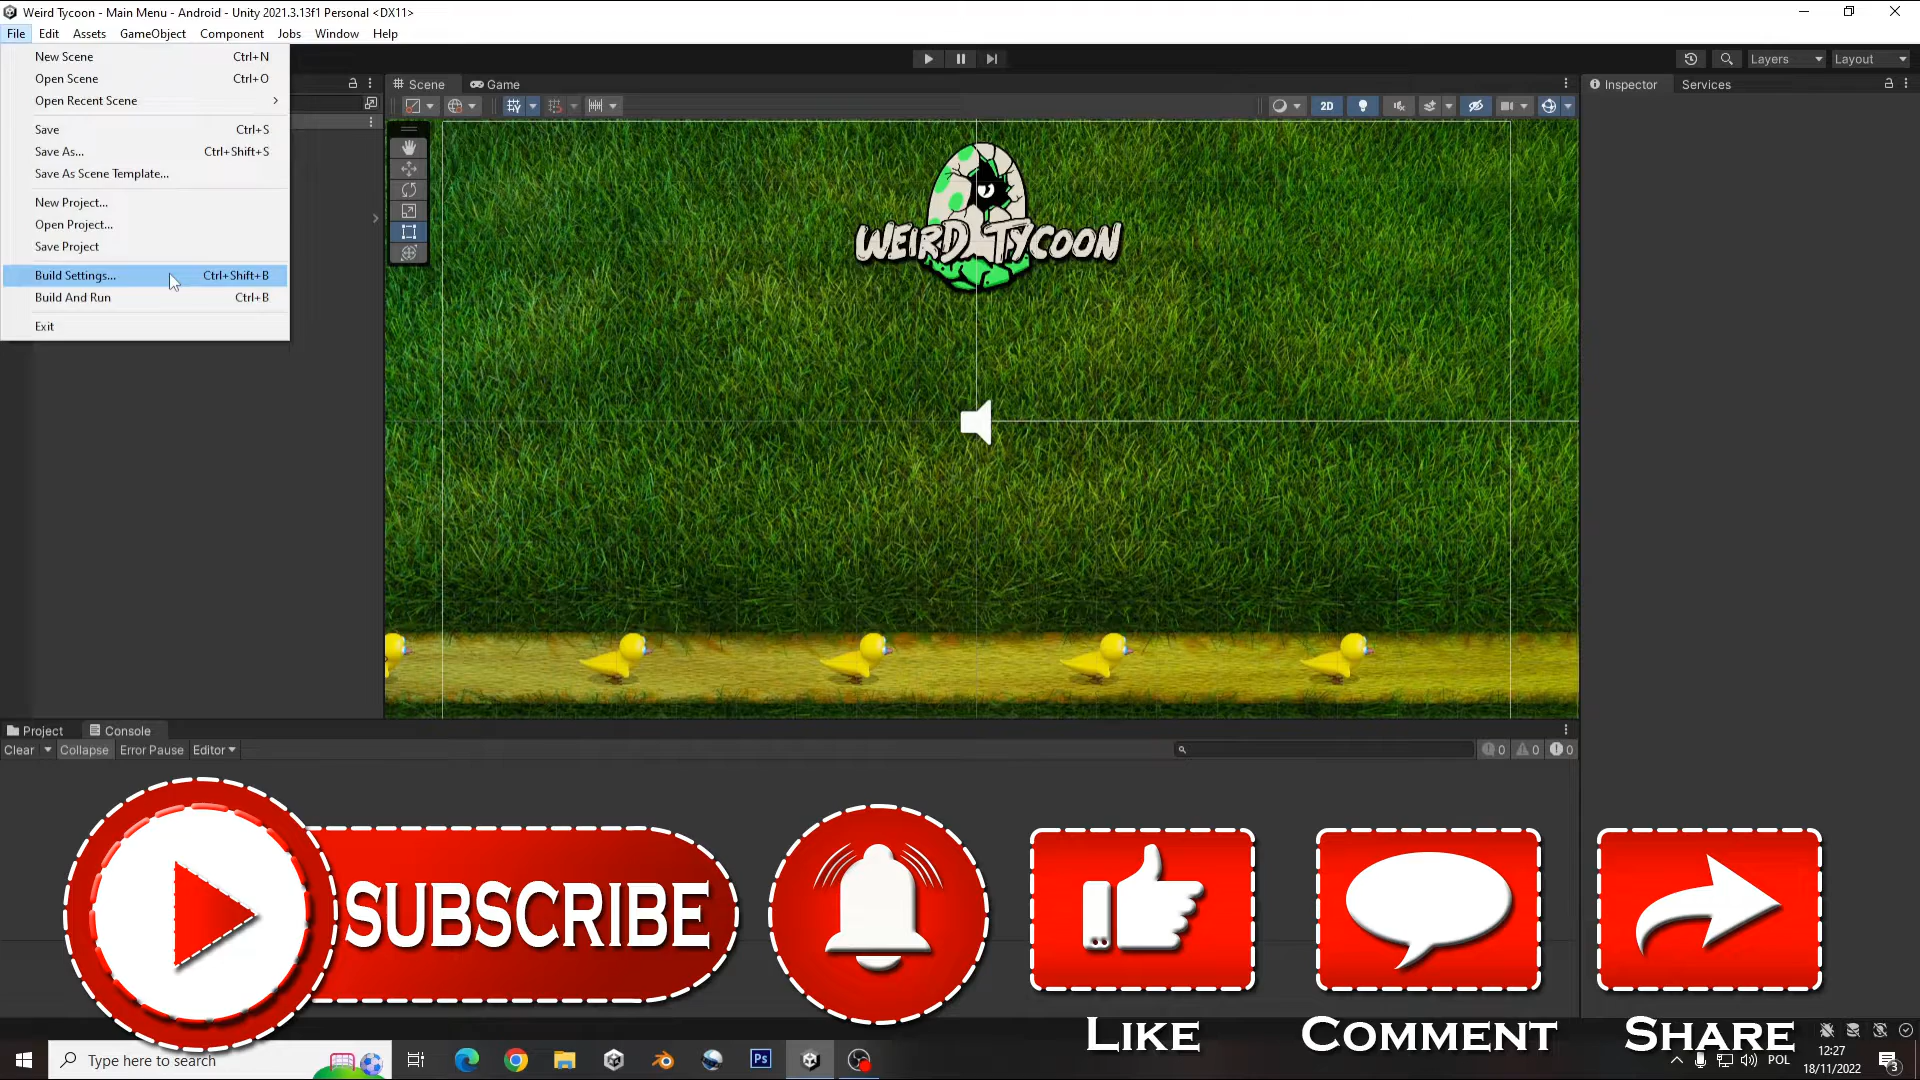 Weird Tycoon - Main Menu - Android - Unity 2021.3.13f1 Personal <DX11>
File Edit Assets GameObject Component Jobs Window Help
New Scene Ctrl+N
Open Scene Ctrl+O
Open Recent Scene
Save Ctrl+S
Save As... Ctrl+Shift+S
Save As Scene Template...
New Project...
Open Project...
Save Project
Build Settings... Ctrl+Shift+B
Build And Run Ctrl+B
Exit
Layers Layout
Scene Game
2D
Inspector Services
WEIRD TYCOON
Project Console
Clear Collapse Error Pause Editor
0 0 0
SUBSCRIBE
LIKE
COMMENT
SHARE
Type here to search
Ps
POL
12:27
18/11/2022
3